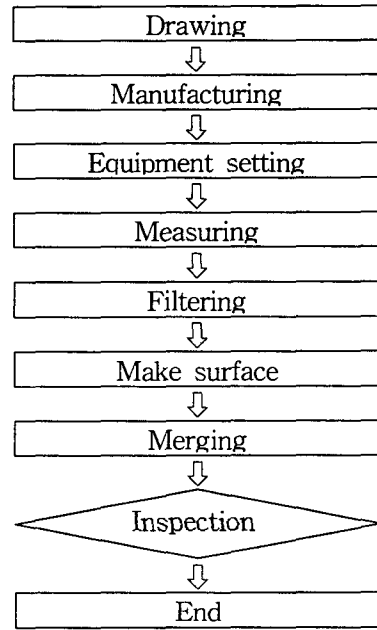 Drawing
Manufacturing
Equipment setting
Measuring
Filtering
Make surface
Merging
Inspection
End